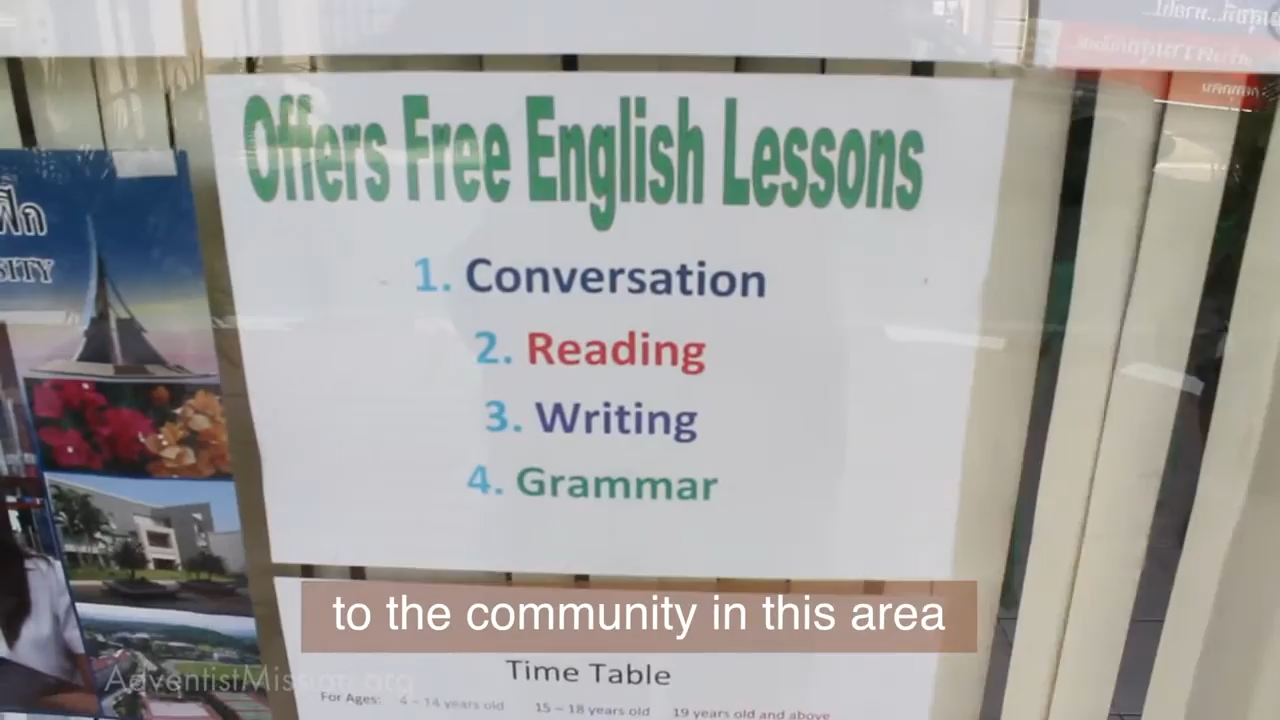 Offers Free English Lessons
1. Conversation
2. Reading
3. Writing
4. Grammar
to the community in this area
Time Table
For Ages: 4 – 14 years old 15 – 18 years old 19 years old and above
AdventistMission.org